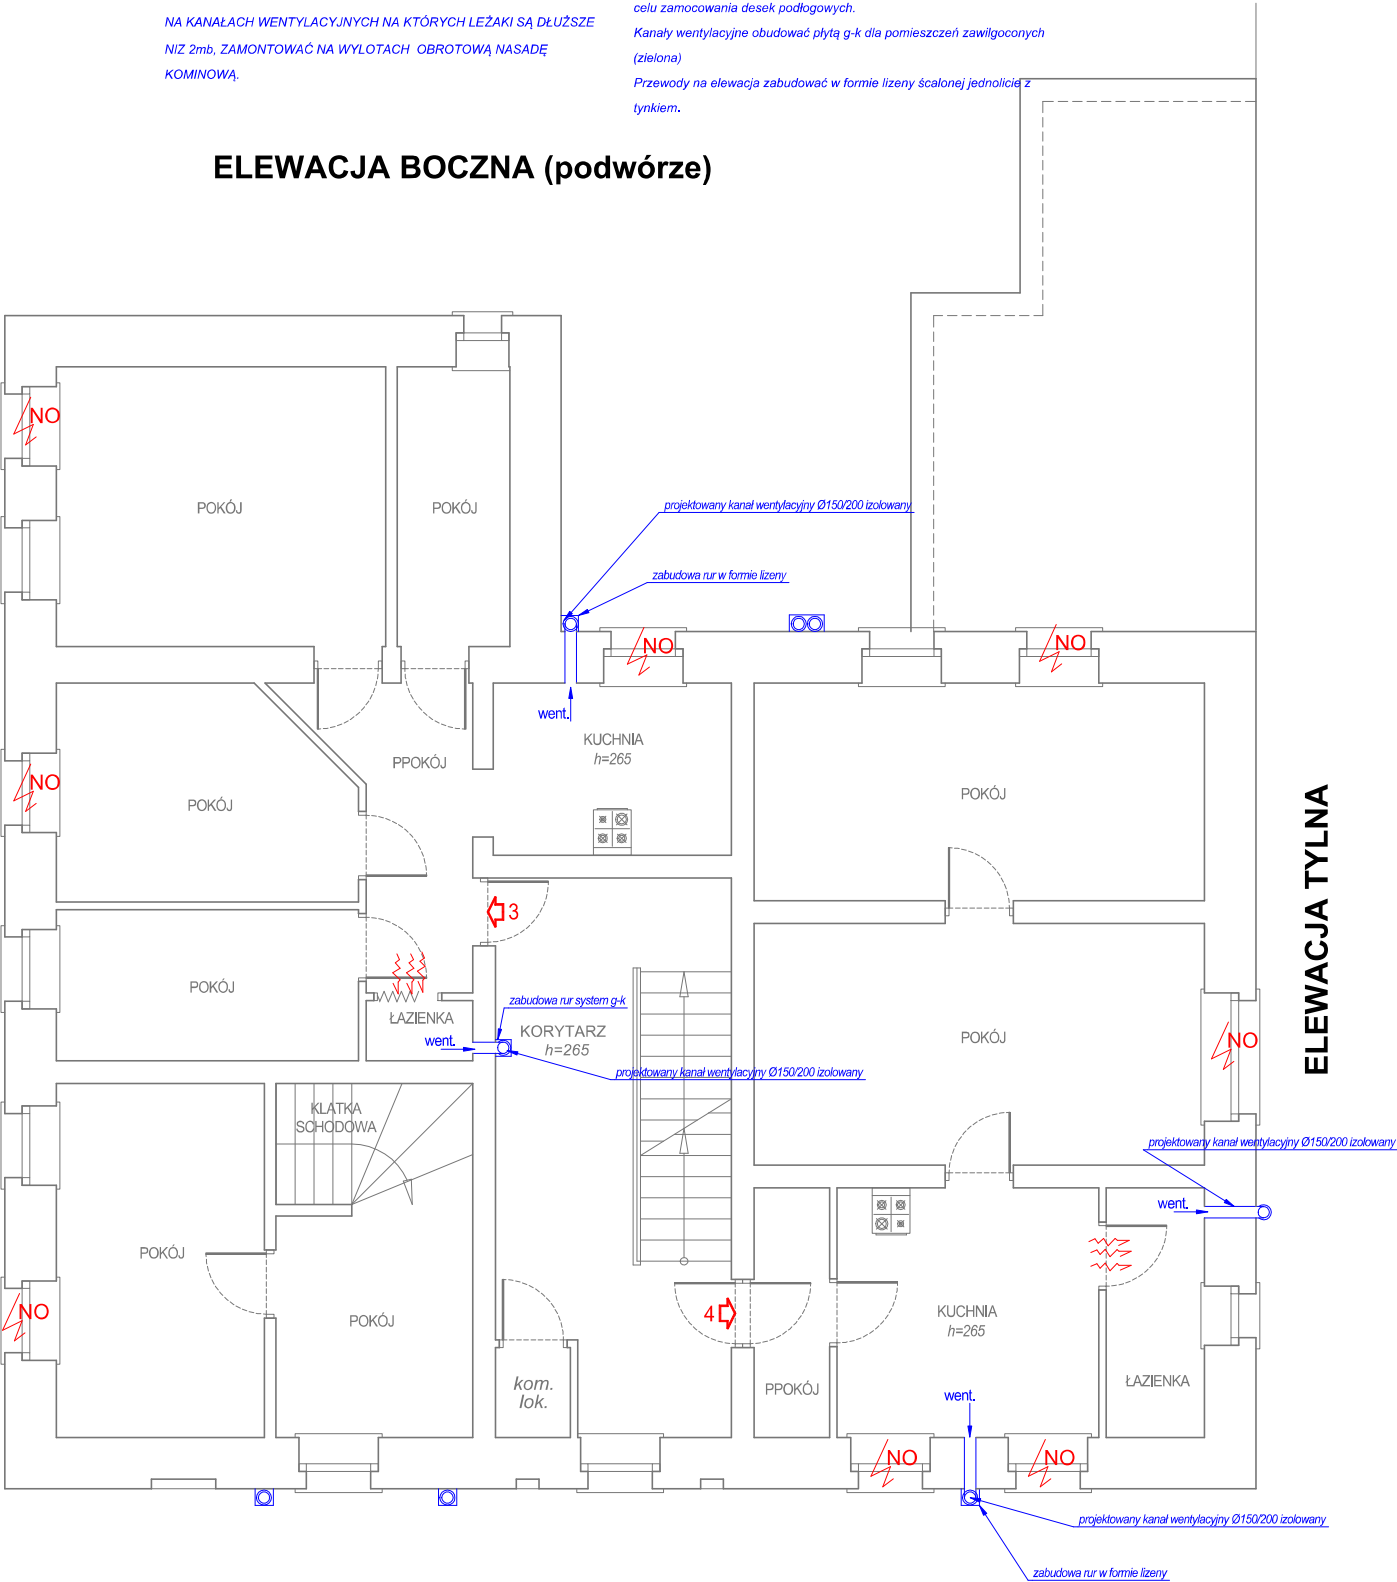 NA KANAŁACH WENTYLACYJNYCH NA KTÓRYCH LEŻAKI SĄ DŁUŻSZE
NIZ 2mb, ZAMONTOWAĆ NA WYLOTACH OBROTOWĄ NASADĘ
KOMINOWĄ.
celu zamocowania desek podłogowych.
Kanały wentylacyjne obudować płytą g-k dla pomieszczeń zawilgoconych
(zielona)
Przewody na elewacja zabudować w formie lizeny ścalonej jednolicie z
tynkiem.
ELEWACJA BOCZNA (podwórze)
NO
POKÓJ
POKÓJ
projektowany kanał wentylacyjny Ø150/200 izolowany
zabudowa rur w formie lizeny
NO
NO
went.
KUCHNIA
h=265
PPOKÓJ
NO
POKÓJ
POKÓJ
ELEWACJA TYLNA
3
POKÓJ
zabudowa rur system g-k
ŁAZIENKA
KORYTARZ
h=265
went.
POKÓJ
NO
projektowany kanał wentylacyjny Ø150/200 izolowany
KLATKA
SCHODOWA
projektowany kanał wentylacyjny Ø150/200 izolowany
went.
POKÓJ
NO
POKÓJ
4
KUCHNIA
h=265
kom.
lok.
PPOKÓJ
ŁAZIENKA
went.
NO
NO
projektowany kanał wentylacyjny Ø150/200 izolowany
zabudowa rur w formie lizeny